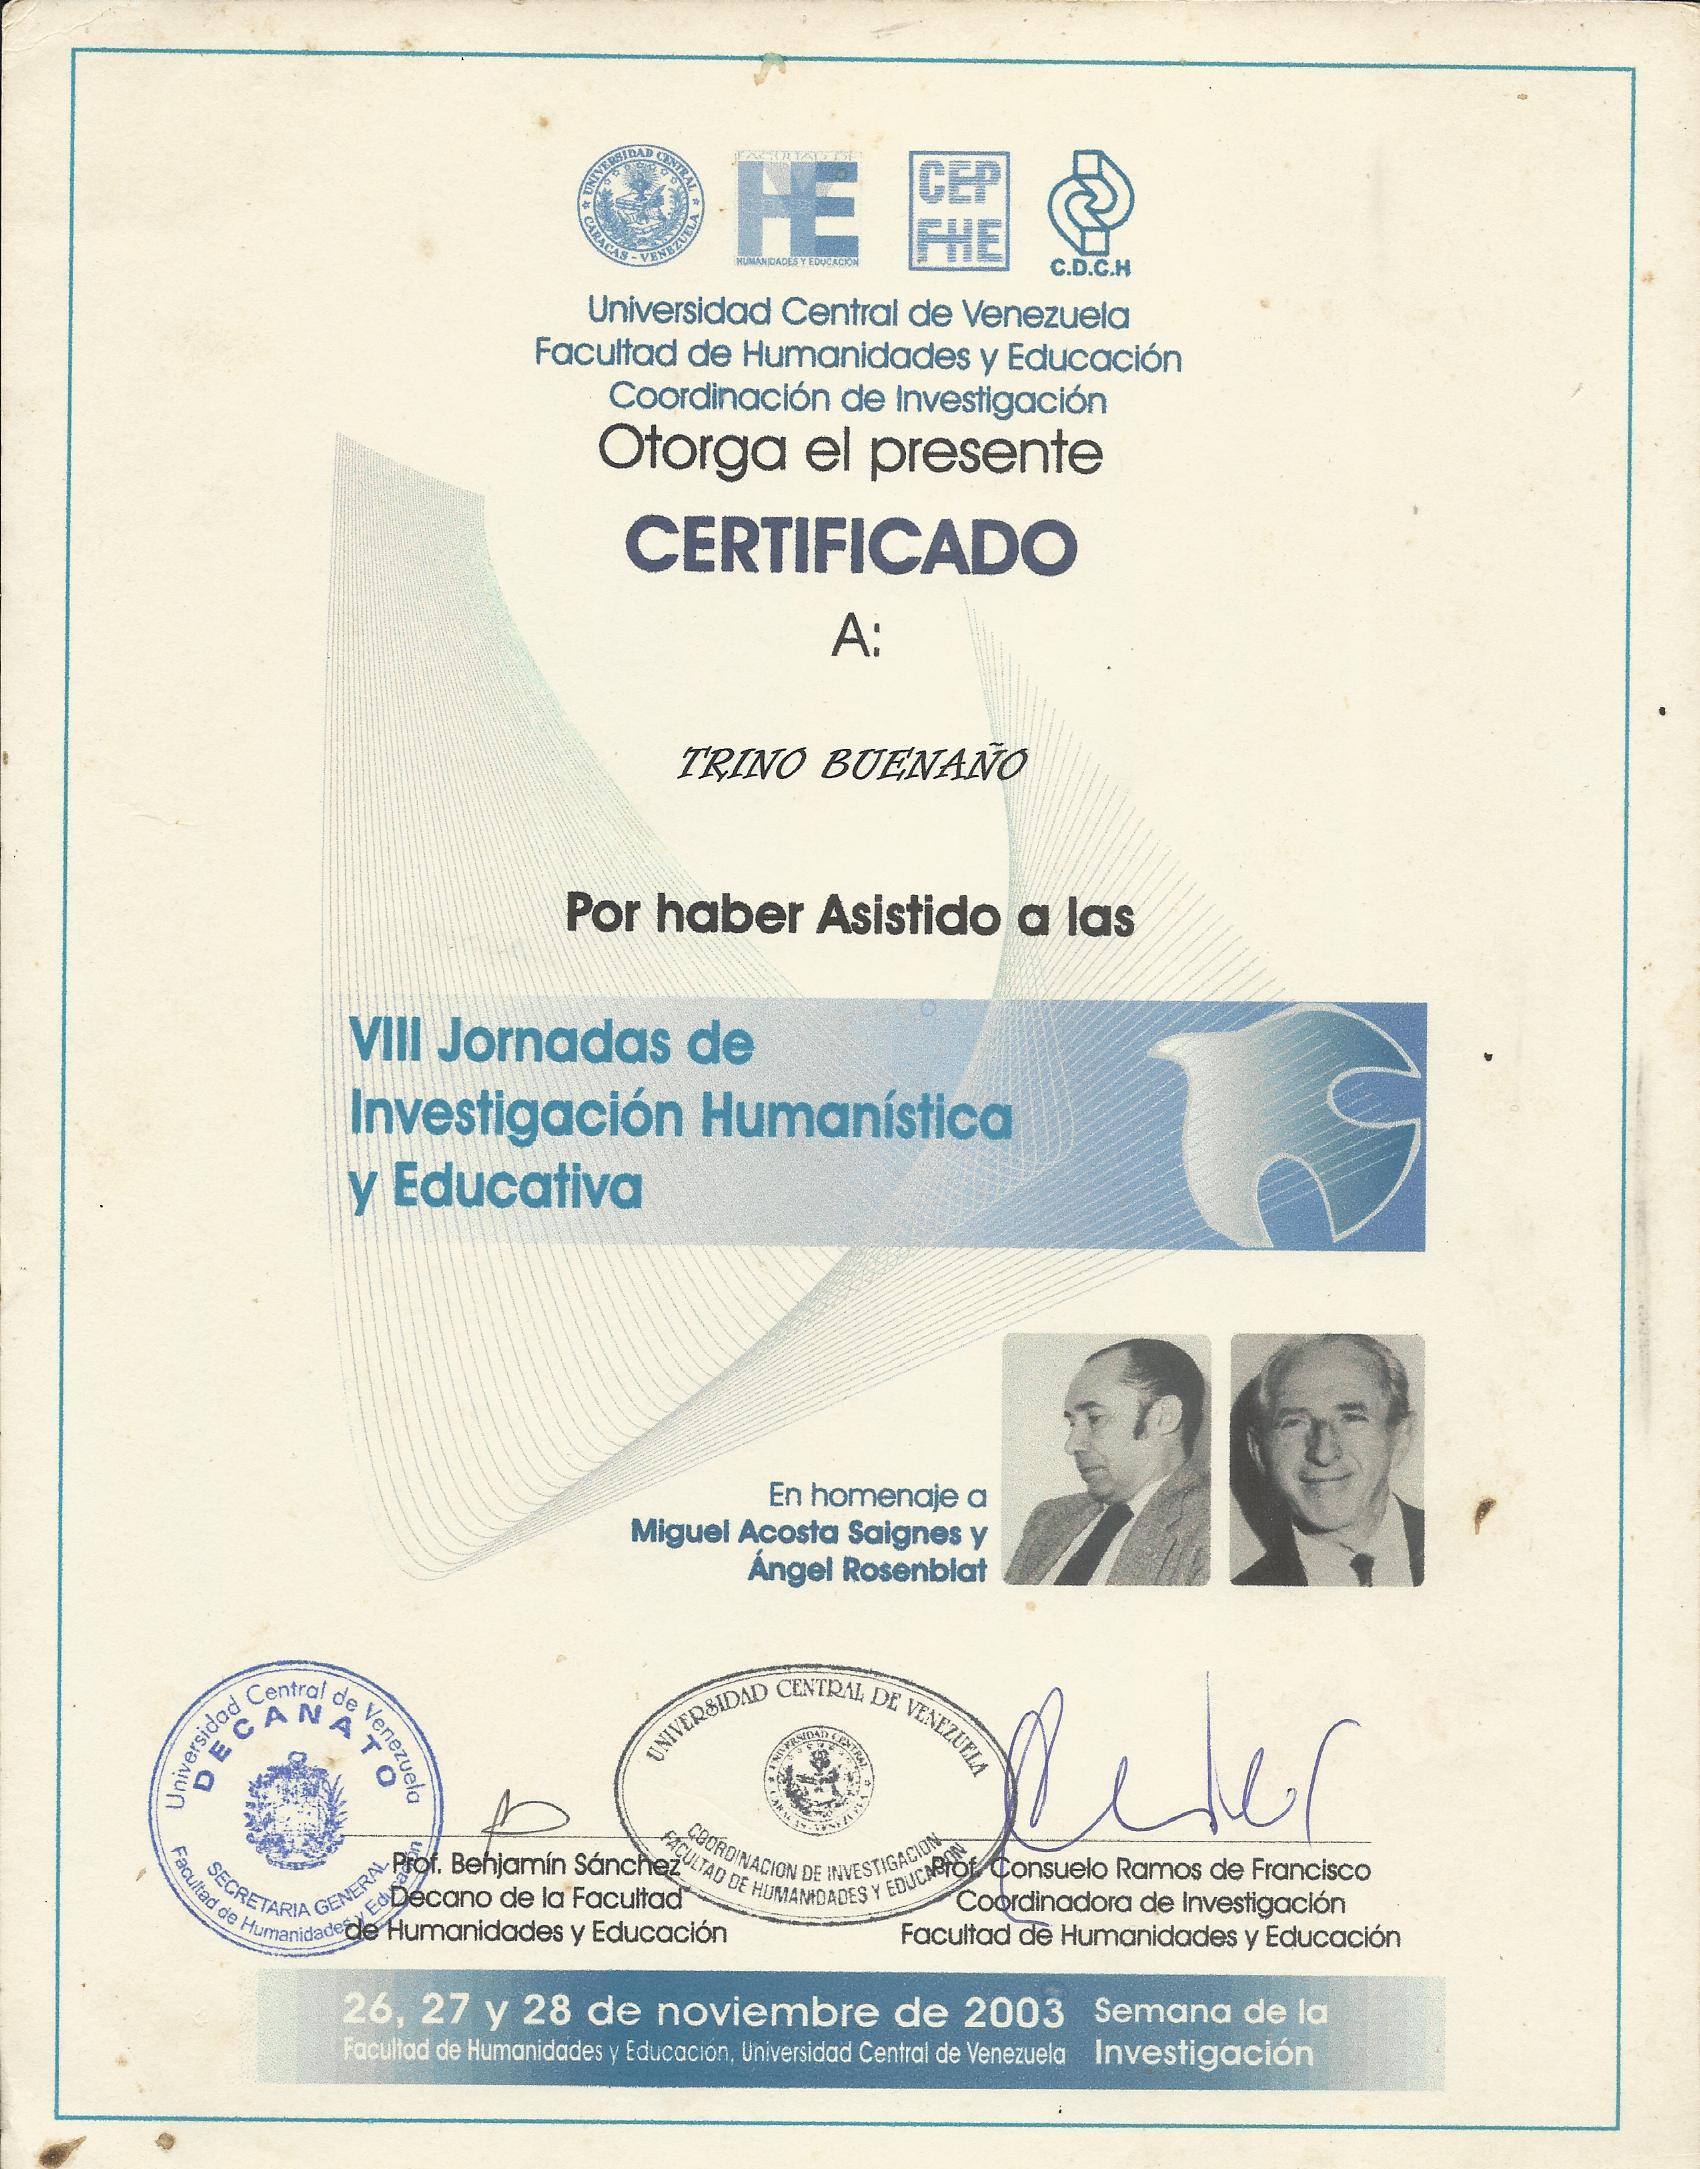 UNIVERSIDAD CENTRAL
CARACAS - VENEZUELA
FACULTAD DE
HE
HUMANIDADES Y EDUCACIÓN
CEP
FHE
C.D.C.H
Universidad Central de Venezuela
Facultad de Humanidades y Educación
Coordinación de Investigación
Otorga el presente
CERTIFICADO
A:
TRINO BUENAÑO
Por haber Asistido a las
VIII Jornadas de
Investigación Humanística
y Educativa
En homenaje a
Miguel Acosta Saignes y
Ángel Rosenblat
Universidad Central de Venezuela
DECANATO
SECRETARIA GENERAL
Facultad de Humanidades y Educación
UNIVERSIDAD CENTRAL DE VENEZUELA
UNIVERSIDAD CENTRAL
CARACAS - VENEZUELA
COORDINACION DE INVESTIGACION
FACULTAD DE HUMANIDADES Y EDUCACION
Prof. Benjamín Sánchez
Decano de la Facultad
de Humanidades y Educación
Prof. Consuelo Ramos de Francisco
Coordinadora de Investigación
Facultad de Humanidades y Educación
26, 27 y 28 de noviembre de 2003
Facultad de Humanidades y Educación, Universidad Central de Venezuela
Semana de la
Investigación